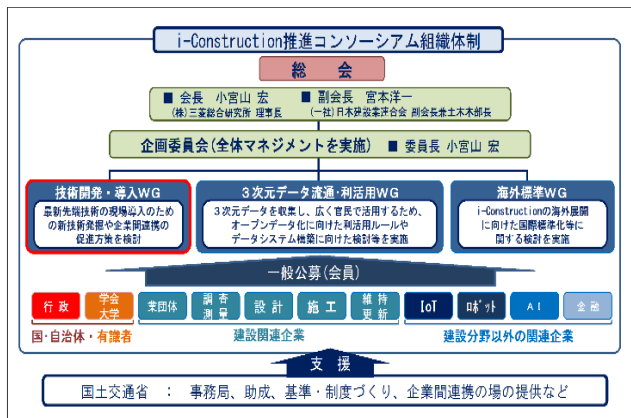 i-Construction推進コンソーシアム組織体制
総　会
■ 会長　小宮山 宏
(株)三菱総合研究所 理事長
■ 副会長 宮本洋一
(一社)日本建設業連合会 副会長兼土木本部長
企画委員会(全体マネジメントを実施)　■ 委員長 小宮山 宏
技術開発・導入WG
最新先端技術の現場導入のため
の新技術発掘や企業間連携の
促進方策を検討
3次元データ流通・利活用WG
3次元データを収集し、広く官民で活用するため、
オープンデータ化に向けた利活用ルールや
データシステム構築に向けた検討等を実施
海外標準WG
i-Constructionの海外展開
に向けた国際標準化等に
関する検討を実施
一般公募(会員)
行政
学会
大学
業団体
調査
測量
設計
施工
維持
更新
IoT
ロボット
AI
金融
国・自治体・有識者
建設関連企業
建設分野以外の関連企業
支援
国土交通省　：　事務局、助成、基準・制度づくり、企業間連携の場の提供など